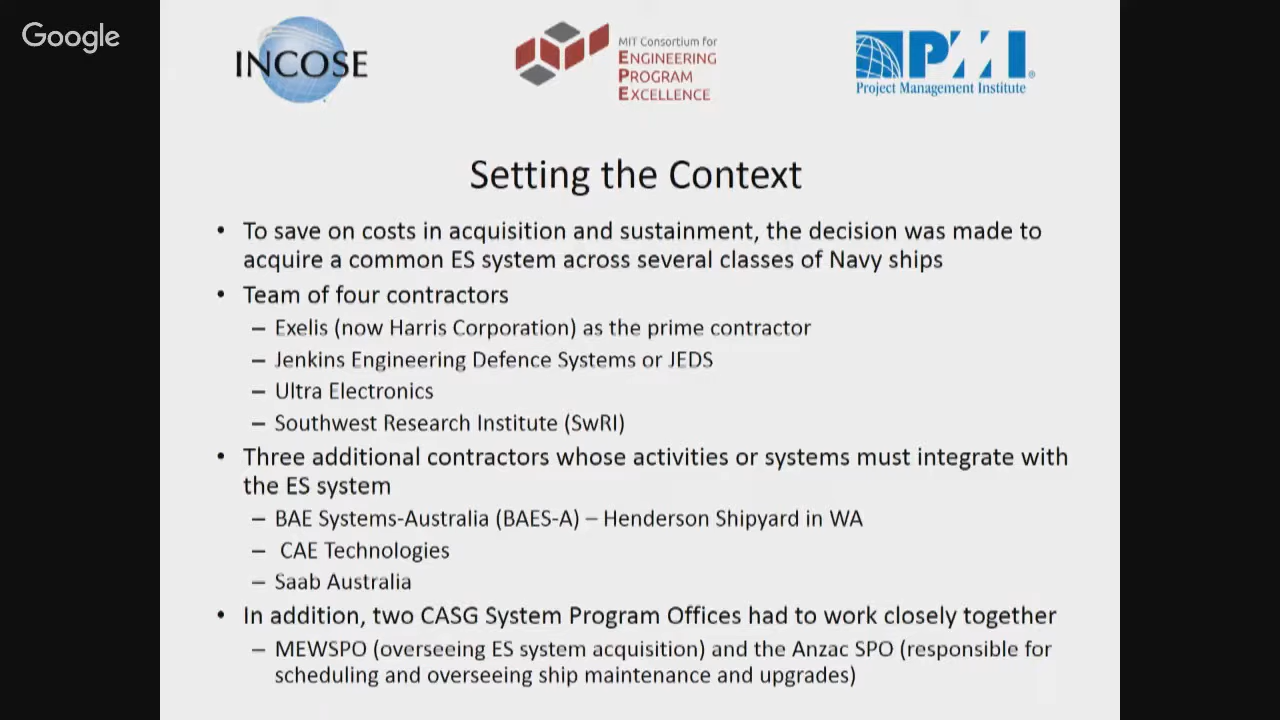 Google
INCOSE
MIT Consortium for
ENGINEERING
PROGRAM
EXCELLENCE
PMI®
Project Management Institute
Setting the Context
• To save on costs in acquisition and sustainment, the decision was made to
acquire a common ES system across several classes of Navy ships
• Team of four contractors
– Exelis (now Harris Corporation) as the prime contractor
– Jenkins Engineering Defence Systems or JEDS
– Ultra Electronics
– Southwest Research Institute (SwRI)
• Three additional contractors whose activities or systems must integrate with
the ES system
– BAE Systems-Australia (BAES-A) – Henderson Shipyard in WA
– CAE Technologies
– Saab Australia
• In addition, two CASG System Program Offices had to work closely together
– MEWSPO (overseeing ES system acquisition) and the Anzac SPO (responsible for
scheduling and overseeing ship maintenance and upgrades)